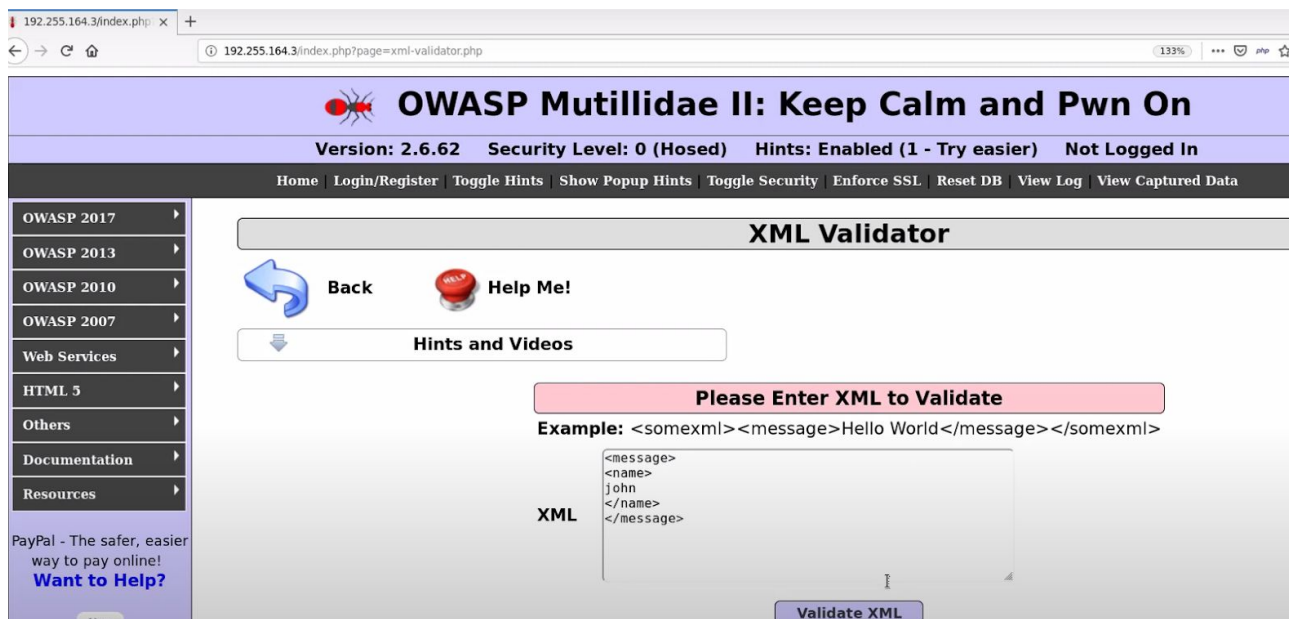 192.255.164.3/index.php
192.255.164.3/index.php?page=xml-validator.php
133%
php
OWASP Mutillidae II: Keep Calm and Pwn On
Version: 2.6.62 Security Level: 0 (Hosed) Hints: Enabled (1 - Try easier) Not Logged In
Home | Login/Register | Toggle Hints | Show Popup Hints | Toggle Security | Enforce SSL | Reset DB | View Log | View Captured Data
OWASP 2017
OWASP 2013
OWASP 2010
OWASP 2007
Web Services
HTML 5
Others
Documentation
Resources
PayPal - The safer, easier
way to pay online!
Want to Help?
XML Validator
Back
HELP
Help Me!
Hints and Videos
Please Enter XML to Validate
Example: <somexml><message>Hello World</message></somexml>
XML
<message>
<name>
john
</name>
</message>
Validate XML